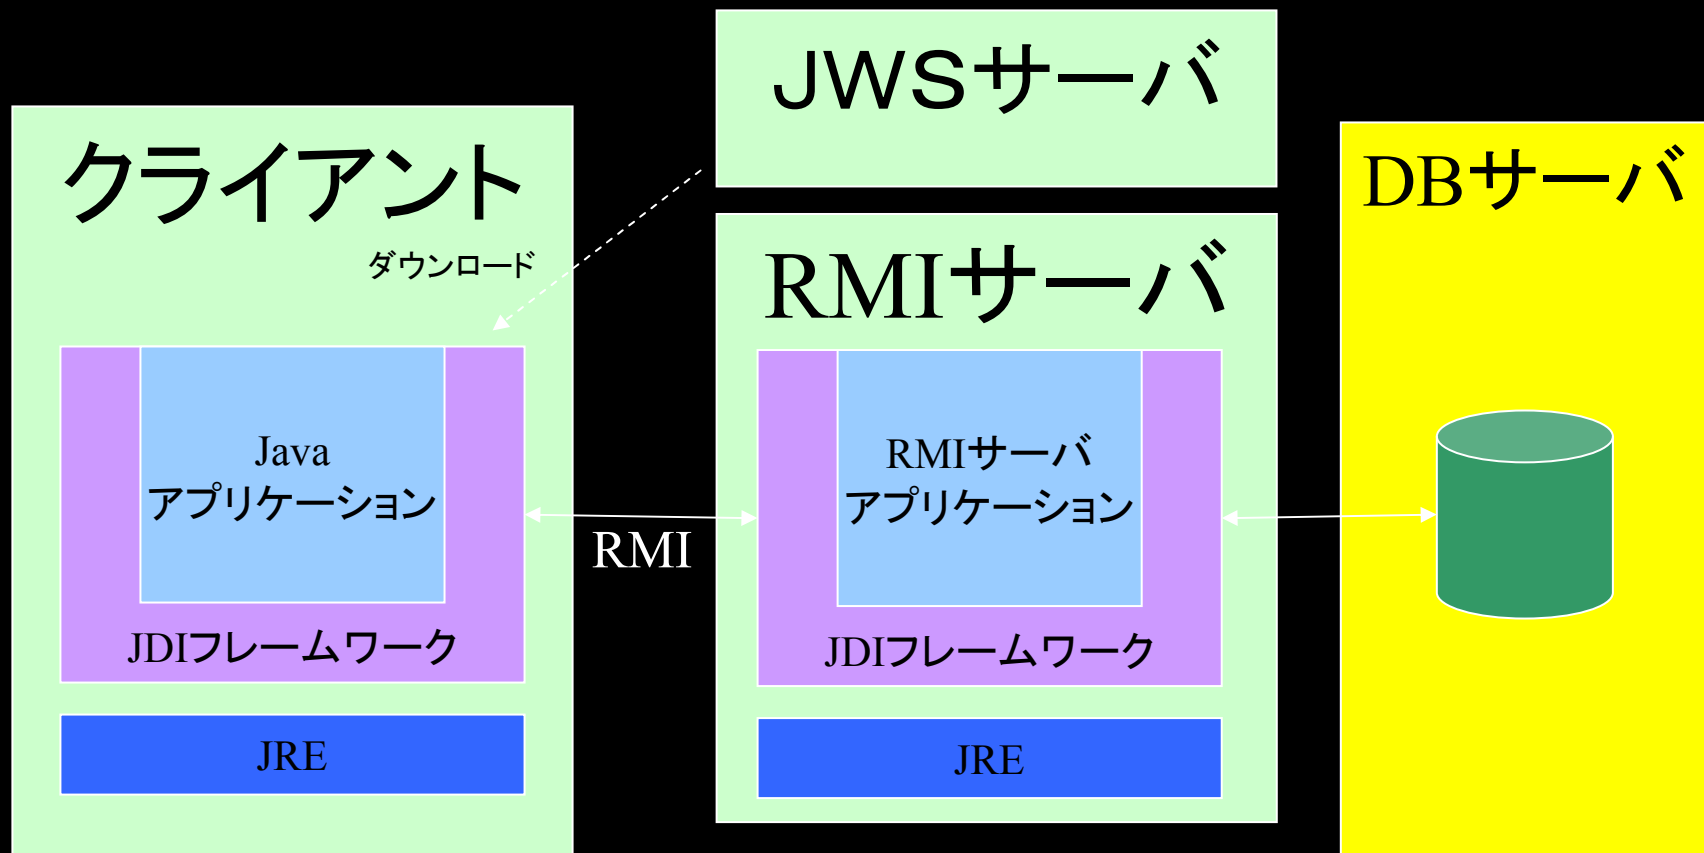 JWSサーバ
クライアント
ダウンロード
Java
アプリケーション
JDIフレームワーク
JRE
RMI
RMIサーバ
RMIサーバ
アプリケーション
JDIフレームワーク
JRE
DBサーバ